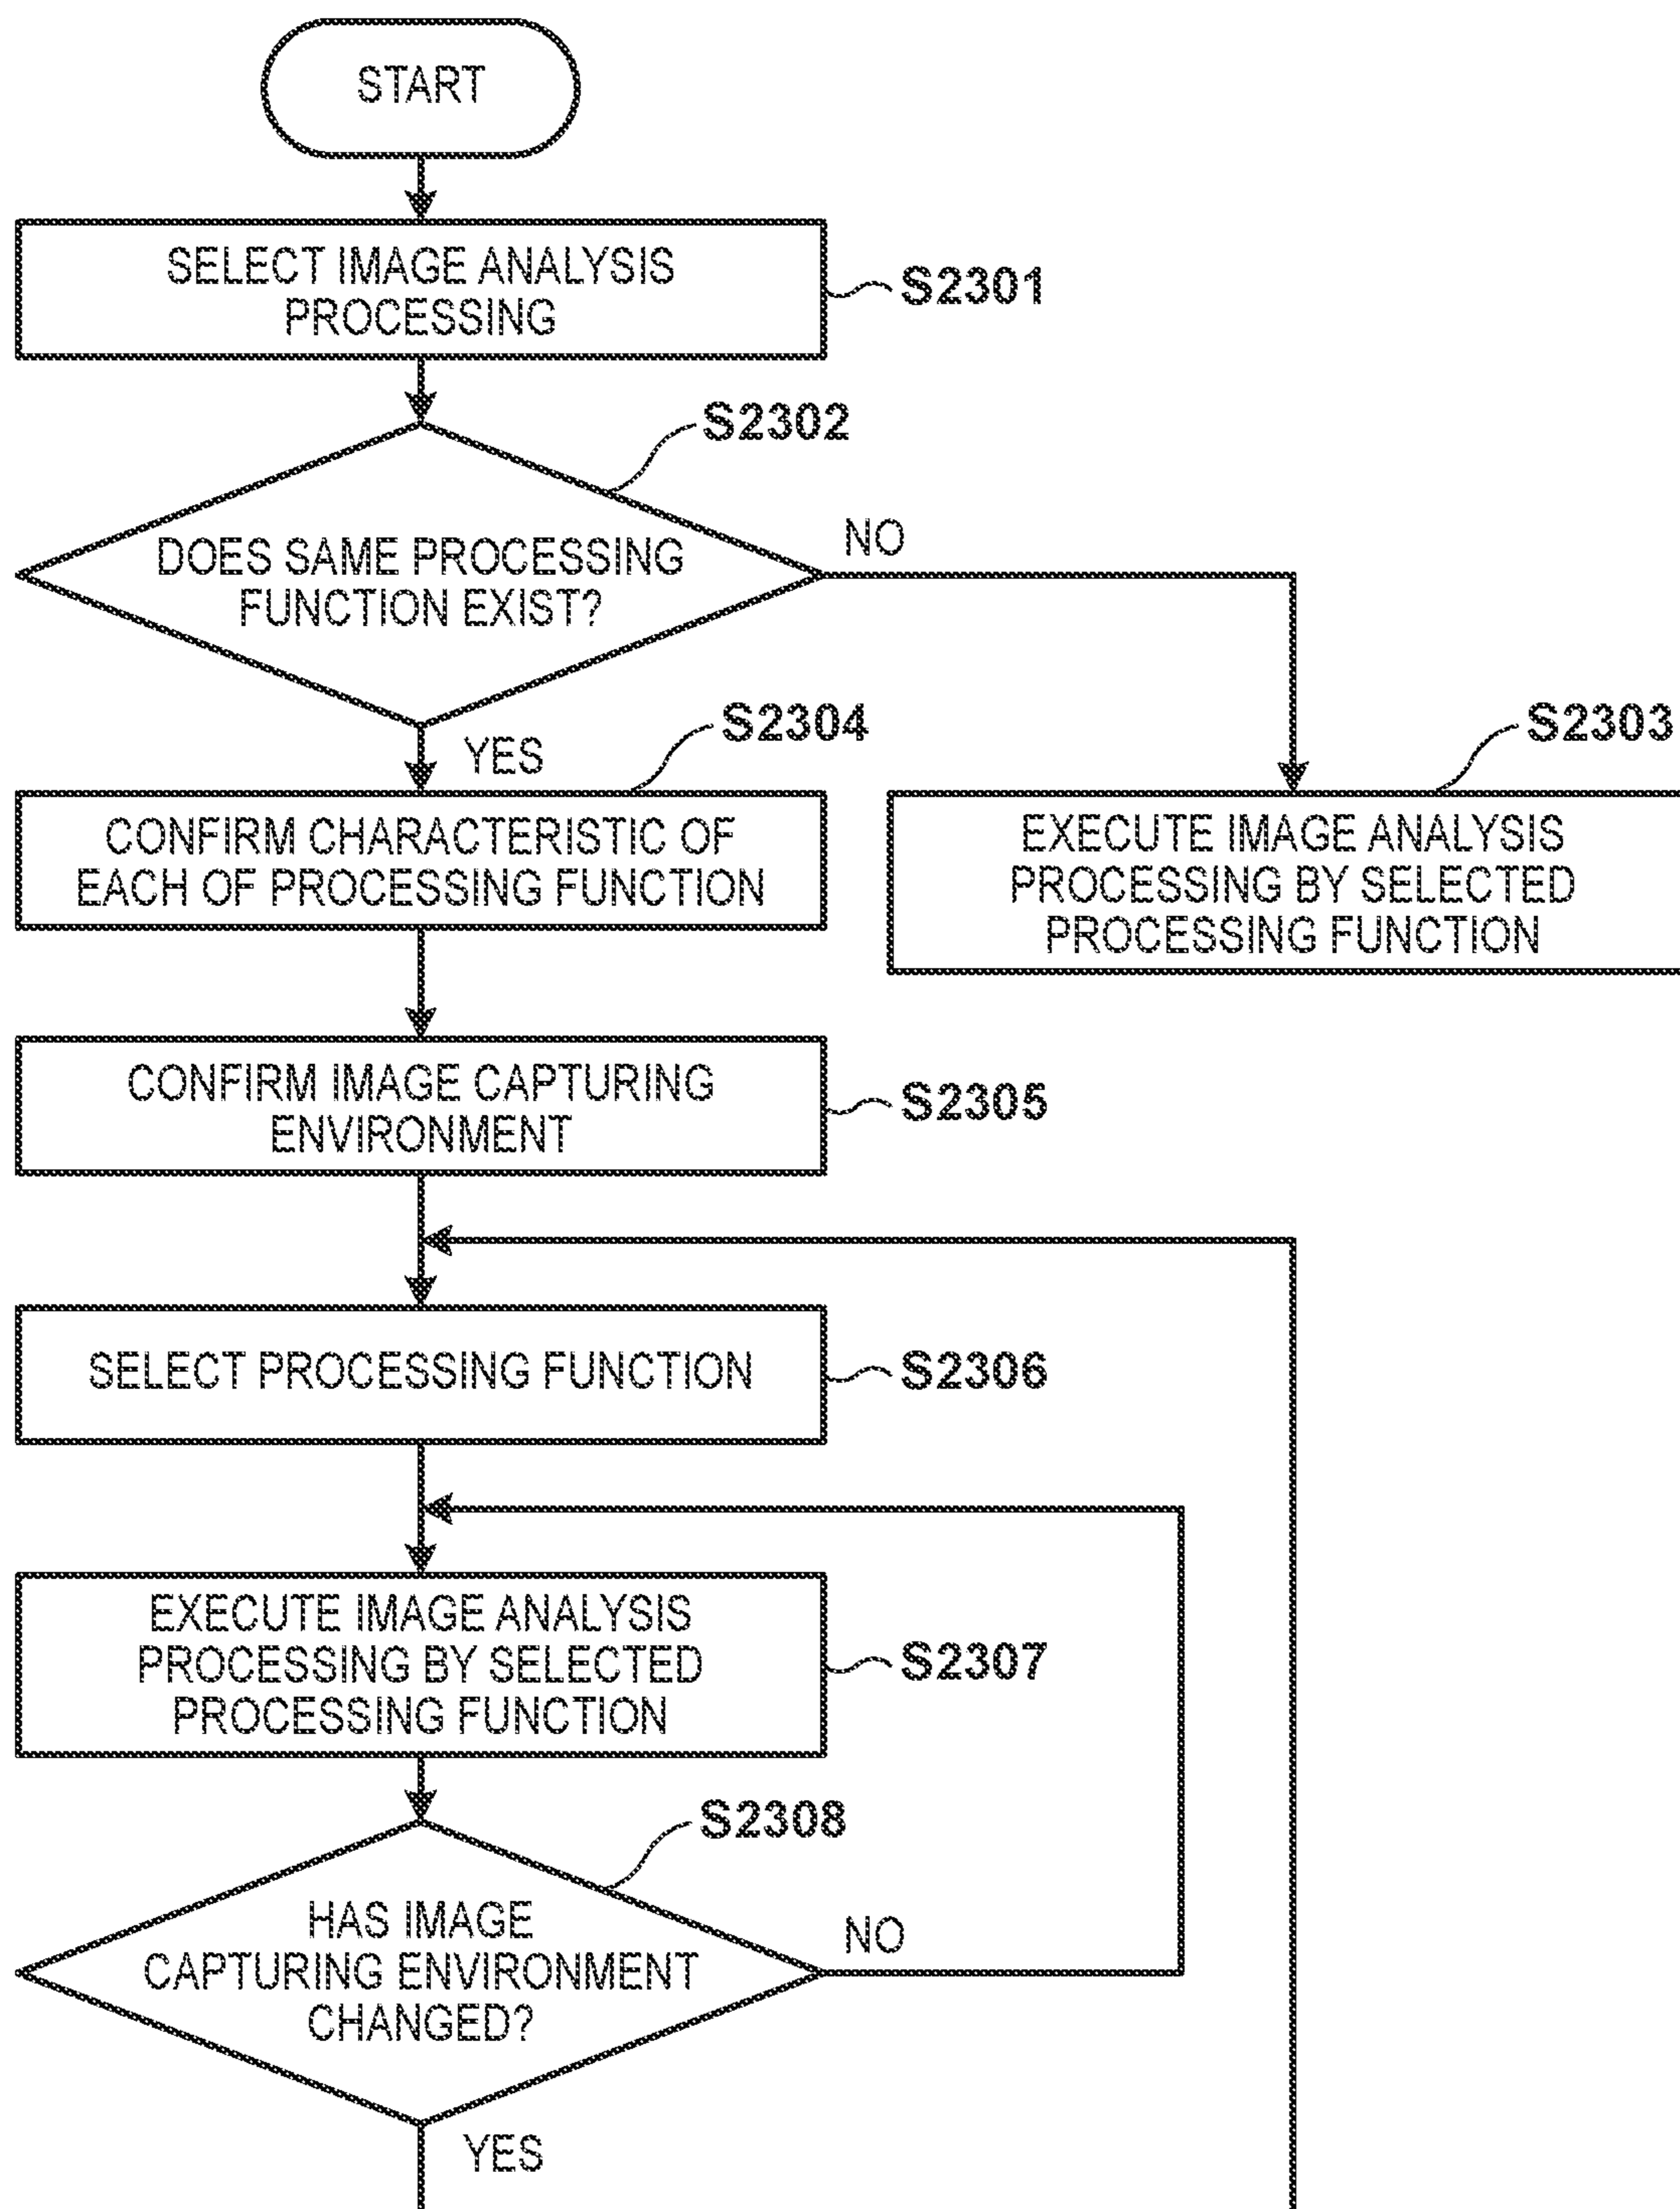 START
SELECT IMAGE ANALYSIS
PROCESSING
S2301
S2302
DOES SAME PROCESSING
FUNCTION EXIST?
NO
YES
S2304
S2303
CONFIRM CHARACTERISTIC OF
EACH OF PROCESSING FUNCTION
EXECUTE IMAGE ANALYSIS
PROCESSING BY SELECTED
PROCESSING FUNCTION
CONFIRM IMAGE CAPTURING
ENVIRONMENT
S2305
SELECT PROCESSING FUNCTION
S2306
EXECUTE IMAGE ANALYSIS
PROCESSING BY SELECTED
PROCESSING FUNCTION
S2307
S2308
HAS IMAGE
CAPTURING ENVIRONMENT
CHANGED?
NO
YES